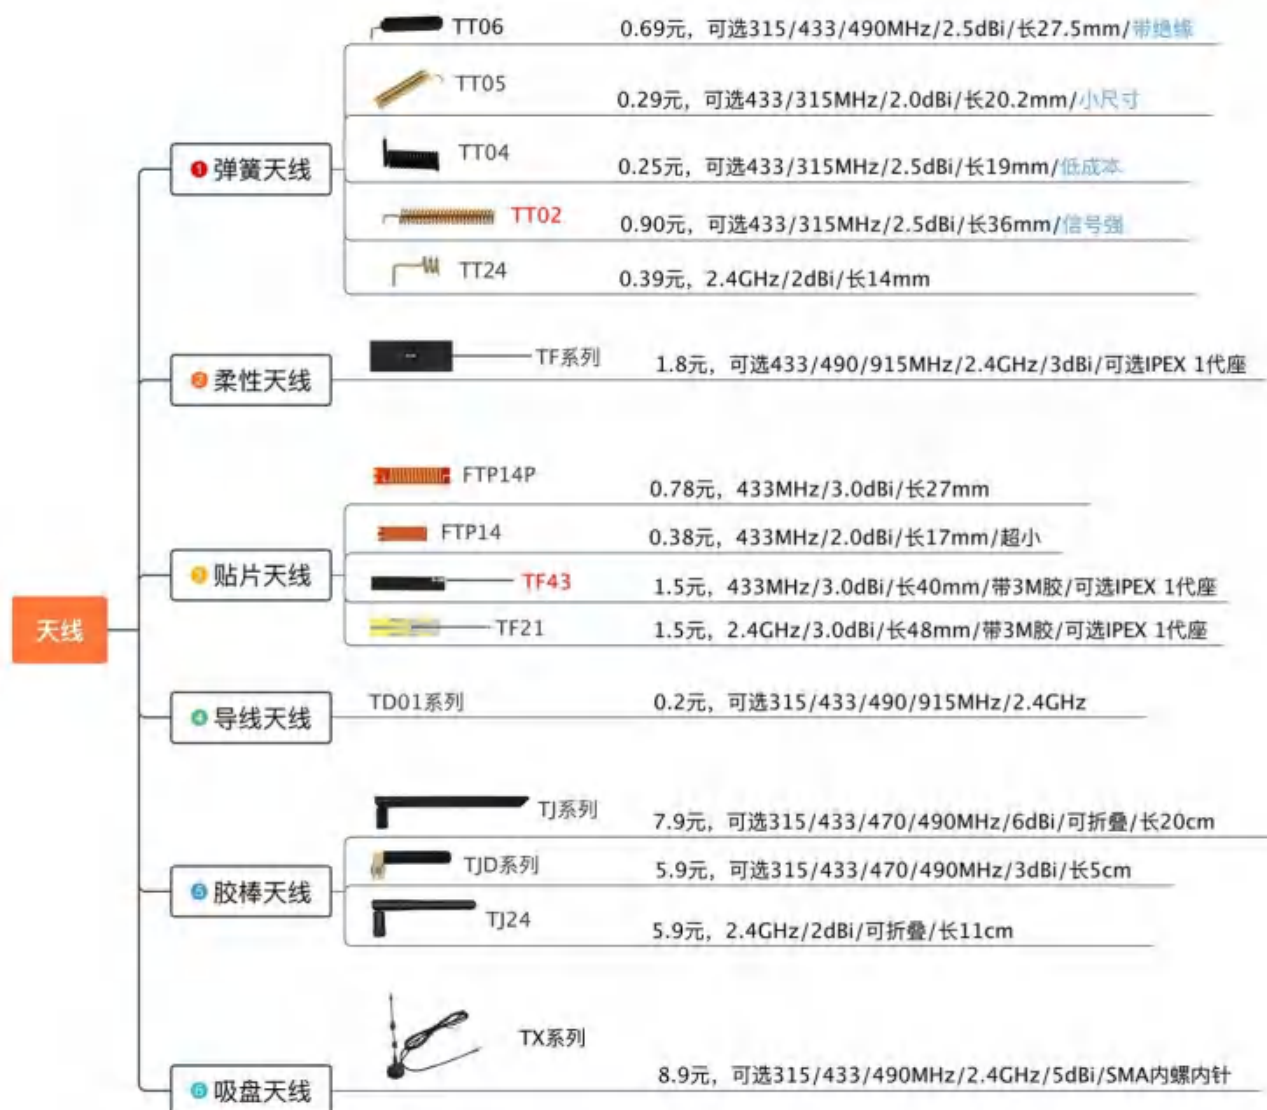 TT06 0.69元，可选315/433/490MHz/2.5dBi/长27.5mm/带绝缘
TT05 0.29元，可选433/315MHz/2.0dBi/长20.2mm/小尺寸
TT04 0.25元，可选433/315MHz/2.5dBi/长19mm/低成本
1 弹簧天线
TT02 0.90元，可选433/315MHz/2.5dBi/长36mm/信号强
TT24 0.39元，2.4GHz/2dBi/长14mm
2 柔性天线
TF系列 1.8元，可选433/490/915MHz/2.4GHz/3dBi/可选IPEX 1代座
FTP14P 0.78元，433MHz/3.0dBi/长27mm
FTP14 0.38元，433MHz/2.0dBi/长17mm/超小
3 贴片天线
TF43 1.5元，433MHz/3.0dBi/长40mm/带3M胶/可选IPEX 1代座
天线
TF21 1.5元，2.4GHz/3.0dBi/长48mm/带3M胶/可选IPEX 1代座
4 导线天线
TD01系列 0.2元，可选315/433/490/915MHz/2.4GHz
TJ系列 7.9元，可选315/433/470/490MHz/6dBi/可折叠/长20cm
5 胶棒天线
TJD系列 5.9元，可选315/433/470/490MHz/3dBi/长5cm
TJ24 5.9元，2.4GHz/2dBi/可折叠/长11cm
TX系列 8.9元，可选315/433/490MHz/2.4GHz/5dBi/SMA内螺内针
6 吸盘天线